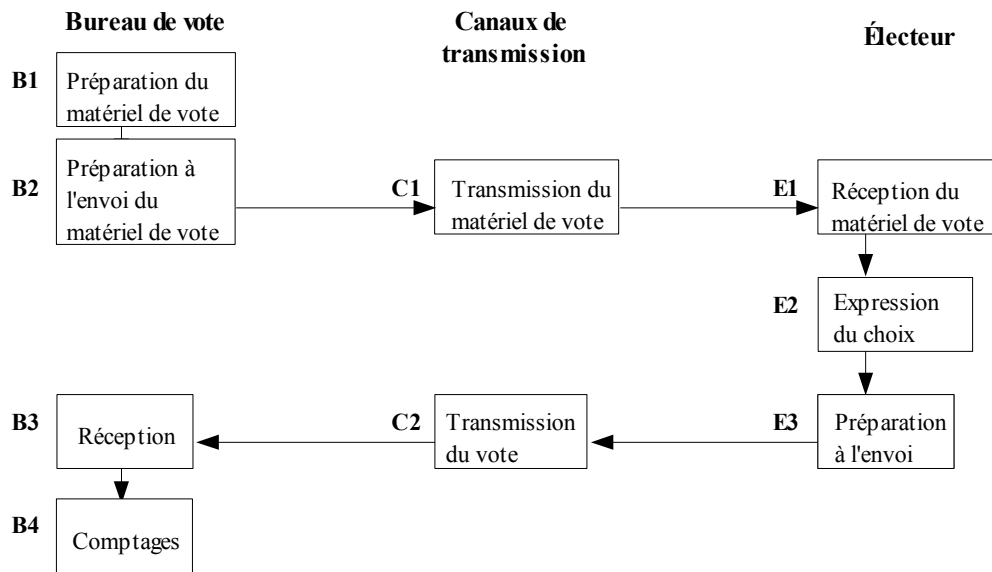 Bureau de vote
Canaux de
transmission
Électeur
B1
Préparation du
matériel de vote
B2
Préparation à
l'envoi du
matériel de vote
C1
Transmission du
matériel de vote
E1
Réception du
matériel de vote
E2
Expression
du choix
B3
Réception
C2
Transmission
du vote
E3
Préparation
à l'envoi
B4
Comptages